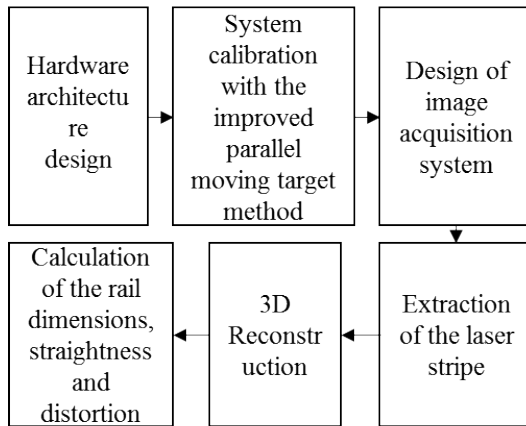 Hardware
architectu
re
design
System
calibration
with the
improved
parallel
moving target
method
Design of
image
acquisition
system
Extraction
of the laser
stripe
3D
Reconstr
uction
Calculation
of the rail
dimensions,
straightness
and
distortion